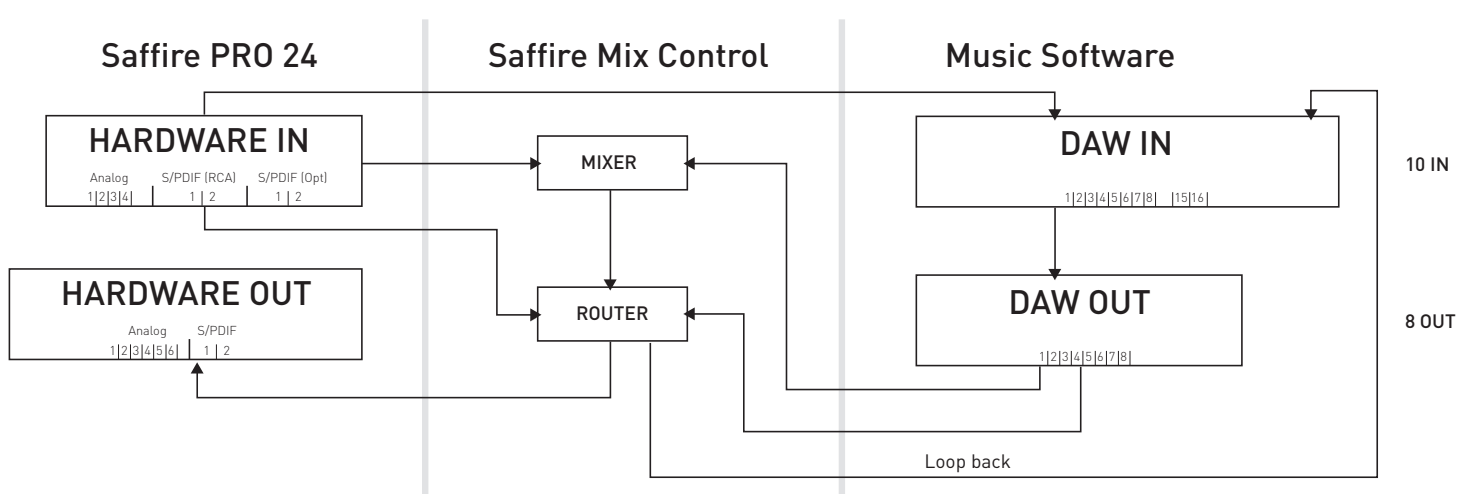 Saffire PRO 24
Saffire Mix Control
Music Software
HARDWARE IN
Analog
S/PDIF (RCA)
S/PDIF (Opt)
1|2|3|4|
1 | 2
1 | 2
MIXER
DAW IN
1|2|3|4|5|6|7|8| |15|16|
10 IN
HARDWARE OUT
Analog
S/PDIF
1|2|3|4|5|6|
1 | 2
ROUTER
DAW OUT
1|2|3|4|5|6|7|8|
8 OUT
Loop back